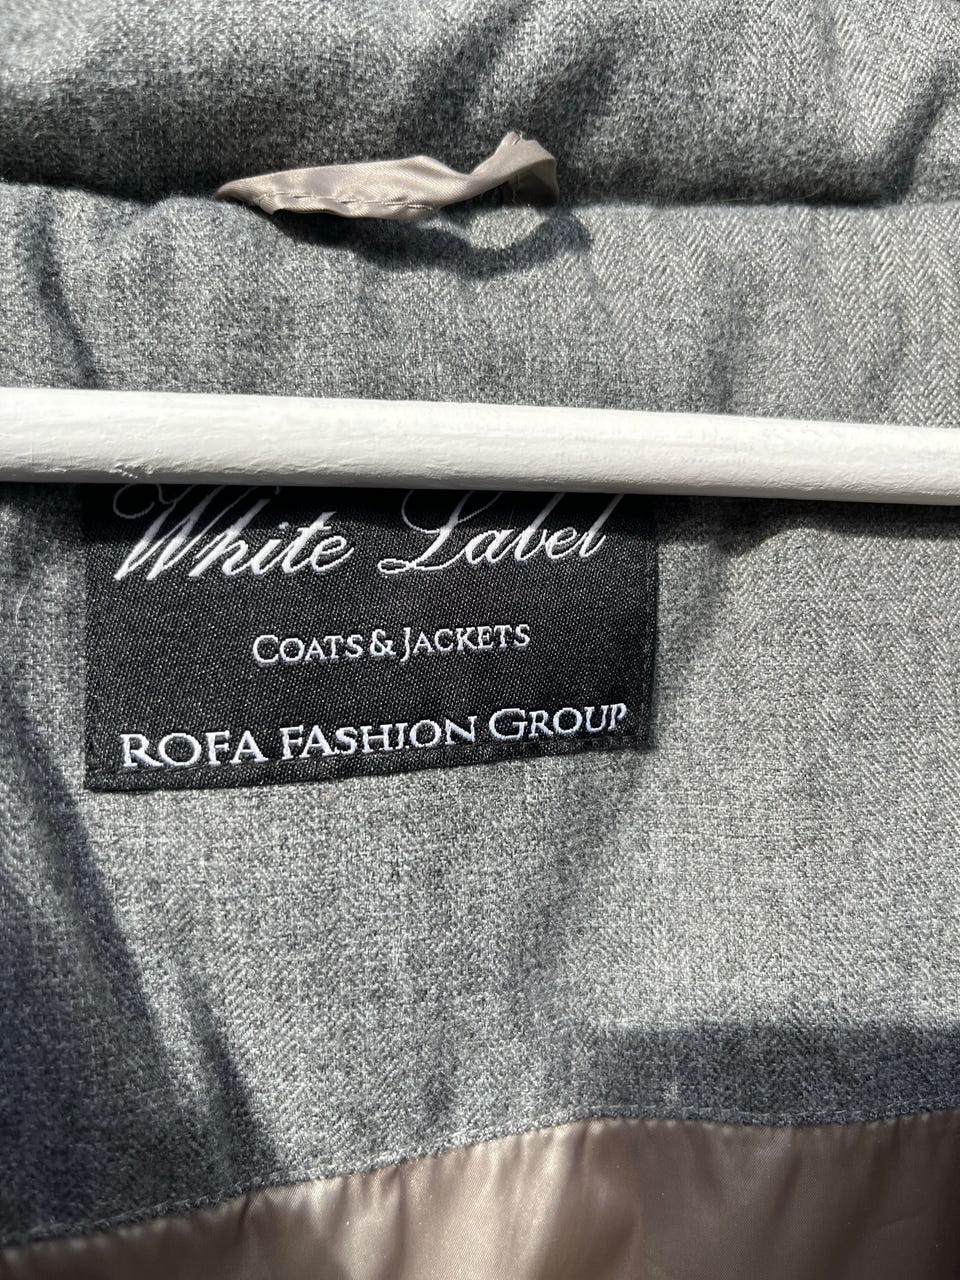 White Label
COATS & JACKETS
ROFA FASHION GROUP